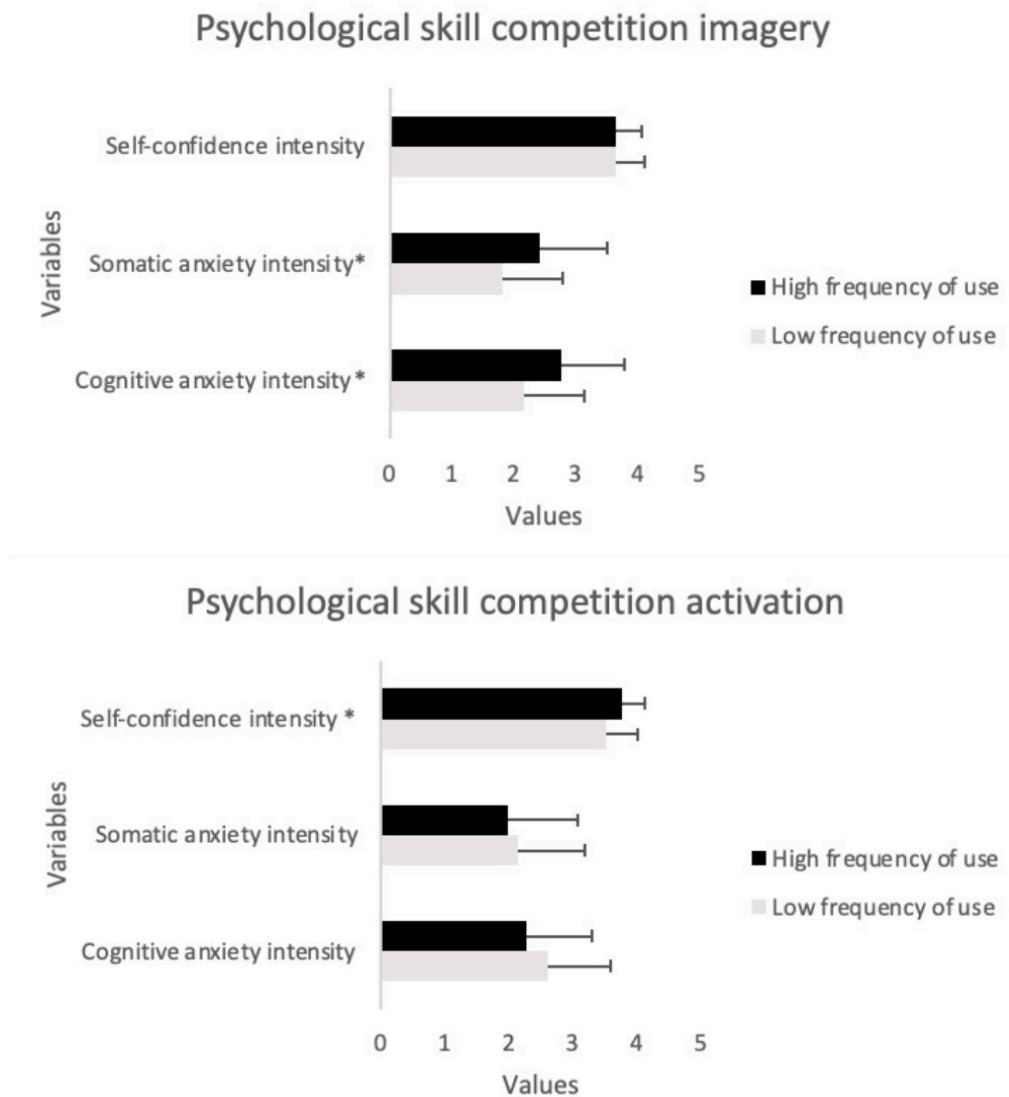 Psychological skill competition imagery
Variables
Self-confidence intensity
Somatic anxiety intensity*
Cognitive anxiety intensity*
High frequency of use
Low frequency of use
0 1 2 3 4 5
Values
Psychological skill competition activation
Variables
Self-confidence intensity *
Somatic anxiety intensity
Cognitive anxiety intensity
High frequency of use
Low frequency of use
0 1 2 3 4 5
Values